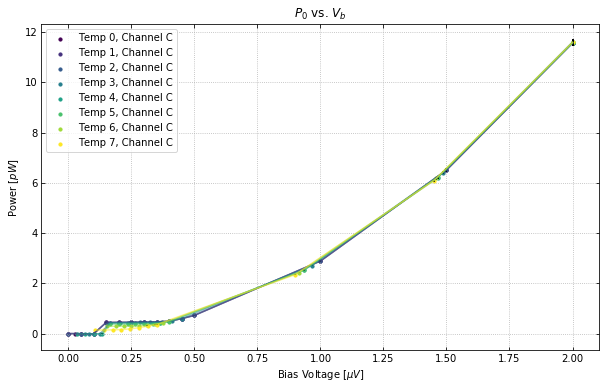 P₀ vs. V_b
Power [pW]
12
10
8
6
4
2
0
Temp 0, Channel C
Temp 1, Channel C
Temp 2, Channel C
Temp 3, Channel C
Temp 4, Channel C
Temp 5, Channel C
Temp 6, Channel C
Temp 7, Channel C
0.00 0.25 0.50 0.75 1.00 1.25 1.50 1.75 2.00
Bias Voltage [μV]